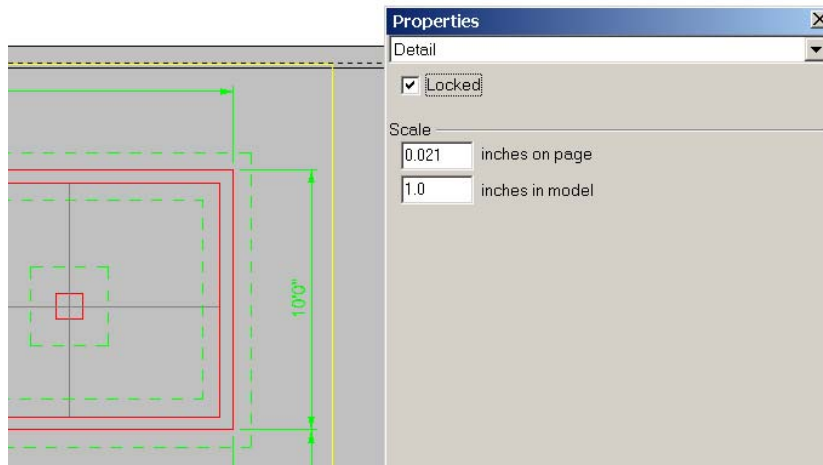 Properties
Detail
Locked
Scale
0.021 inches on page
1.0 inches in model
10'0"